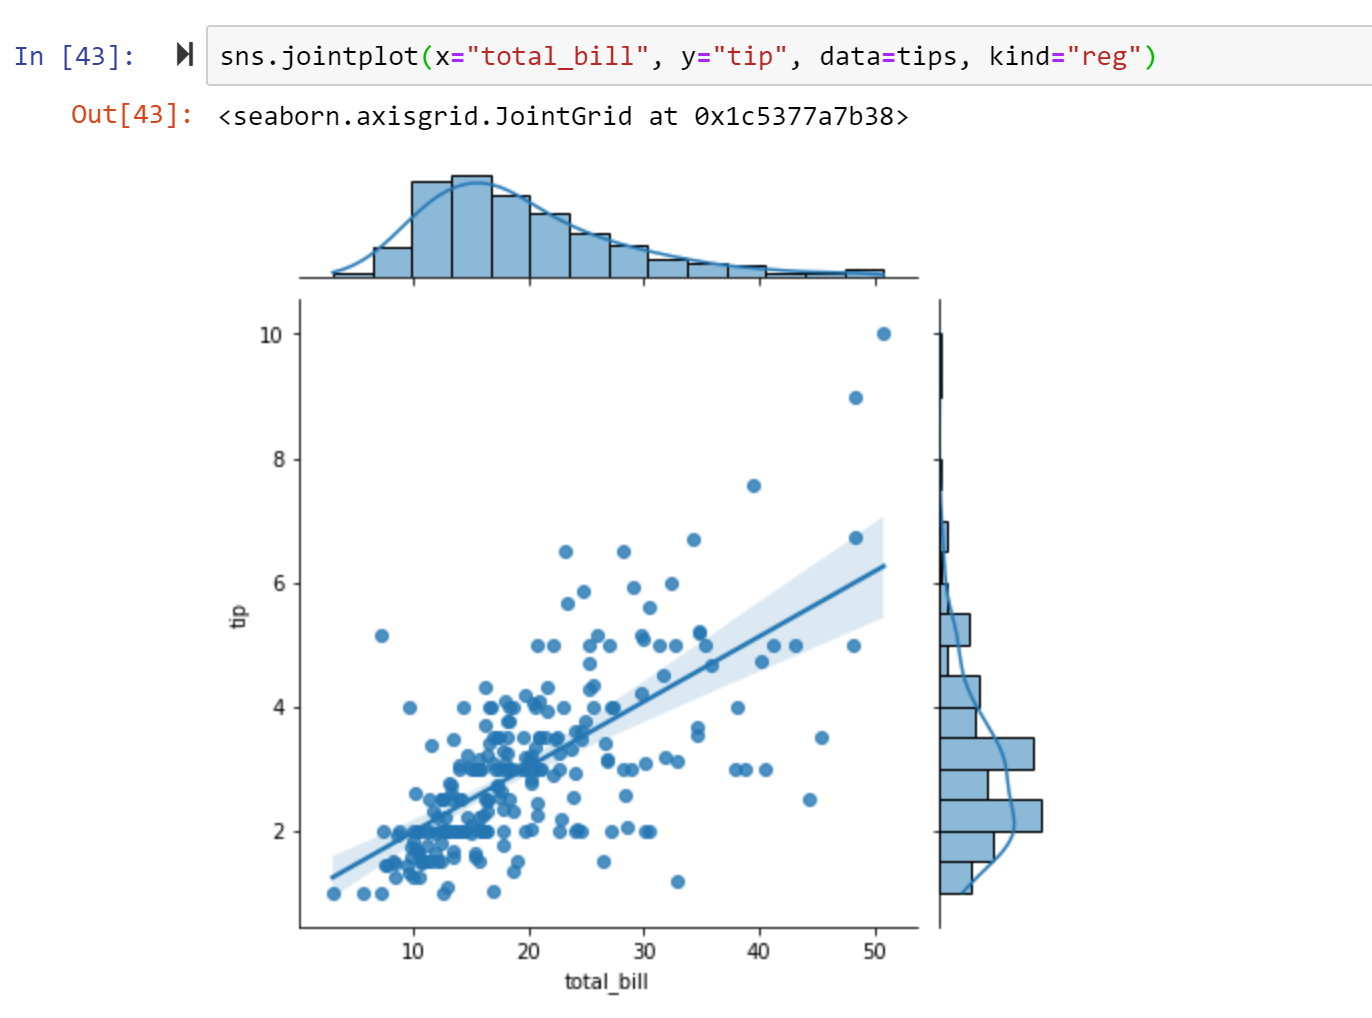 In [43]: sns.jointplot(x="total_bill", y="tip", data=tips, kind="reg")
Out[43]: <seaborn.axisgrid.JointGrid at 0x1c5377a7b38>
10
8
6
tip
4
2
10 20 30 40 50
total_bill